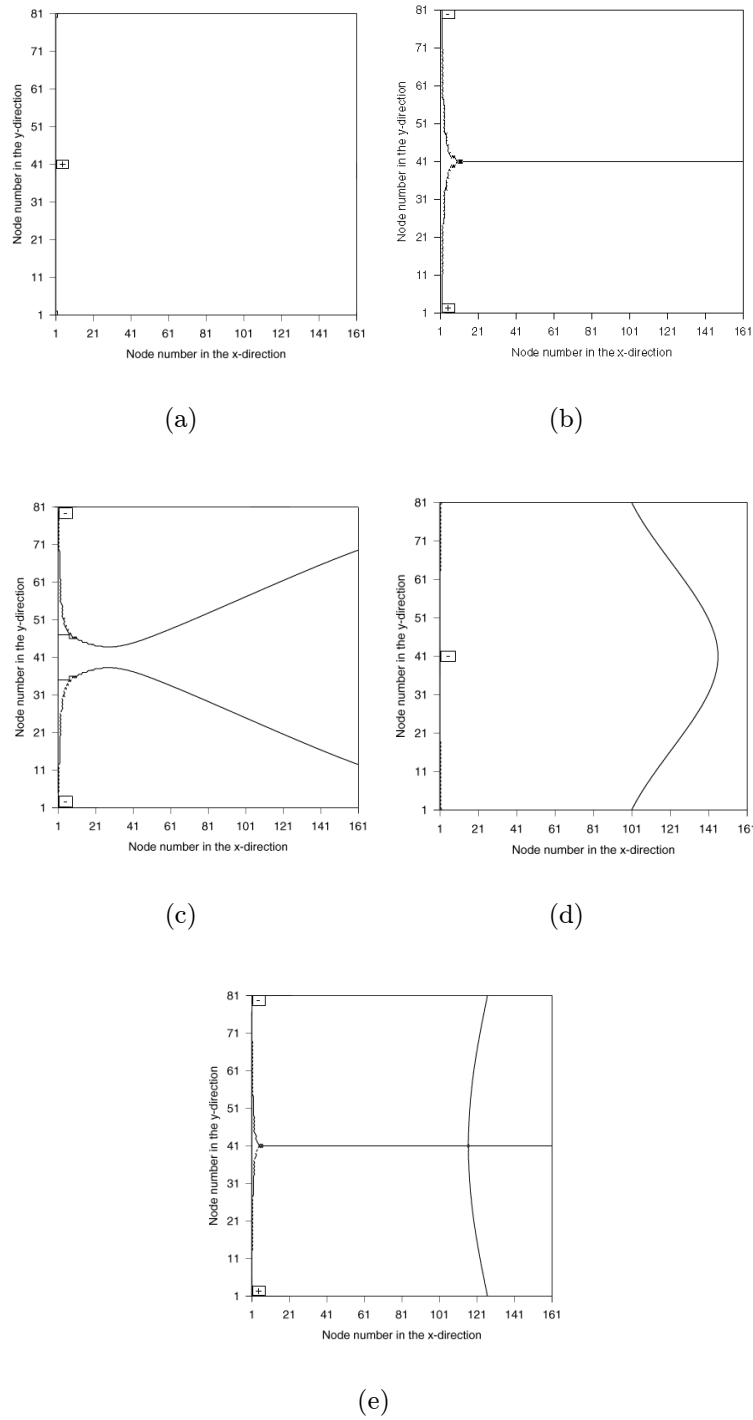 81
71
61
51
41
31
21
11
1
+
Node number in the y-direction
1 21 41 61 81 101 121 141 161
Node number in the x-direction
(a)
81
71
61
51
41
31
21
11
1
-
+
Node number in the y-direction
1 21 41 61 81 101 121 141 161
Node number in the x-direction
(b)
81
71
61
51
41
31
21
11
1
-
-
Node number in the y-direction
1 21 41 61 81 101 121 141 161
Node number in the x-direction
(c)
81
71
61
51
41
31
21
11
1
-
Node number in the y-direction
1 21 41 61 81 101 121 141
Node number in the x-direction
(d)
81
71
61
51
41
31
21
11
1
-
+
Node number in the y-direction
1 21 41 61 81 101 121 141 161
Node number in the x-direction
(e)